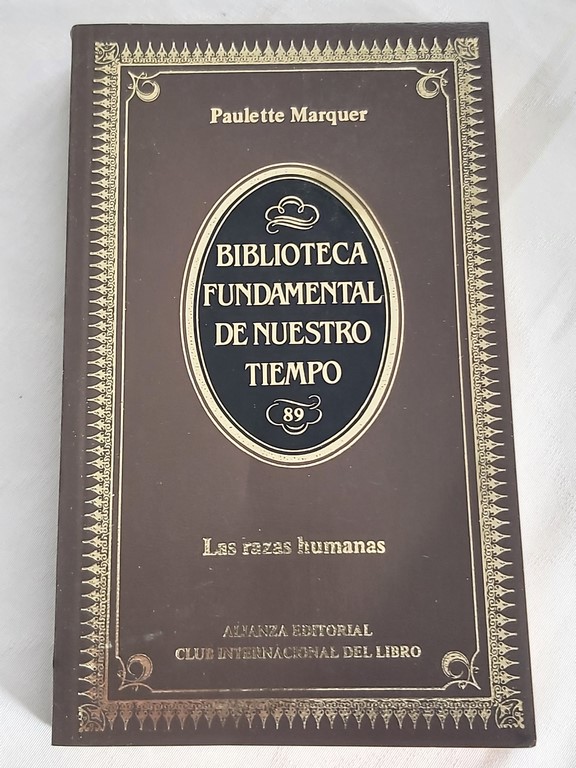 Paulette Marquer
BIBLIOTECA
FUNDAMENTAL
DE NUESTRO
TIEMPO
89
Las razas humanas
ALIANZA EDITORIAL
CLUB INTERNACIONAL DEL LIBRO